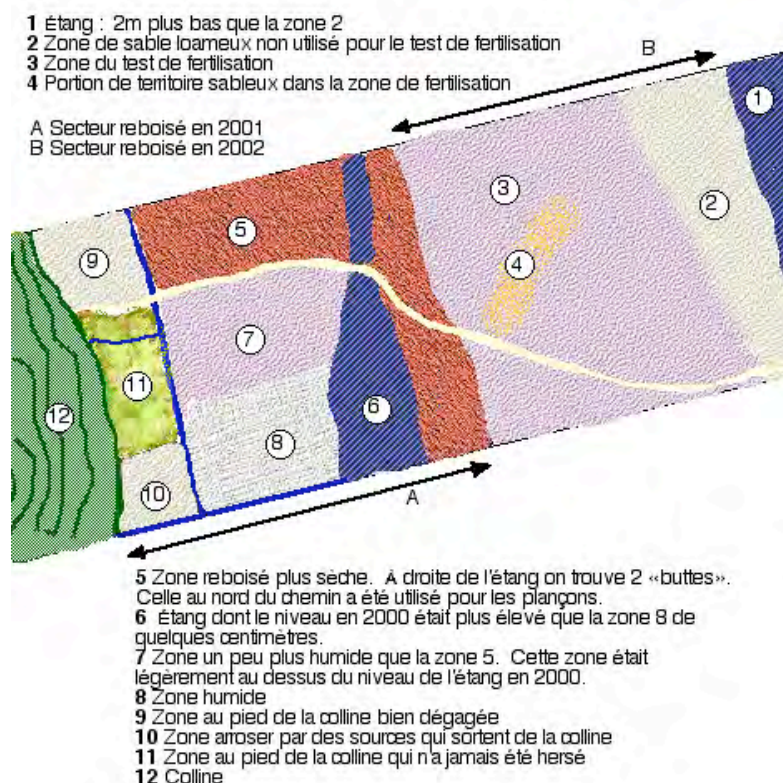 1 Étang : 2m plus bas que la zone 2
2 Zone de sable loameux non utilisé pour le test de fertilisation
3 Zone du test de fertilisation
4 Portion de territoire sableux dans la zone de fertilisation
A Secteur reboisé en 2001
B Secteur reboisé en 2002
B
1
2
3
4
5
9
7
11
12
6
8
10
A
5 Zone reboisé plus sèche. À droite de l'étang on trouve 2 «buttes».
Celle au nord du chemin a été utilisé pour les plançons.
6 Étang dont le niveau en 2000 était plus élevé que la zone 8 de
quelques centimètres.
7 Zone un peu plus humide que la zone 5. Cette zone était
légèrement au dessus du niveau de l'étang en 2000.
8 Zone humide
9 Zone au pied de la colline bien dégagée
10 Zone arroser par des sources qui sortent de la colline
11 Zone au pied de la colline qui n'a jamais été hersé
12 Colline